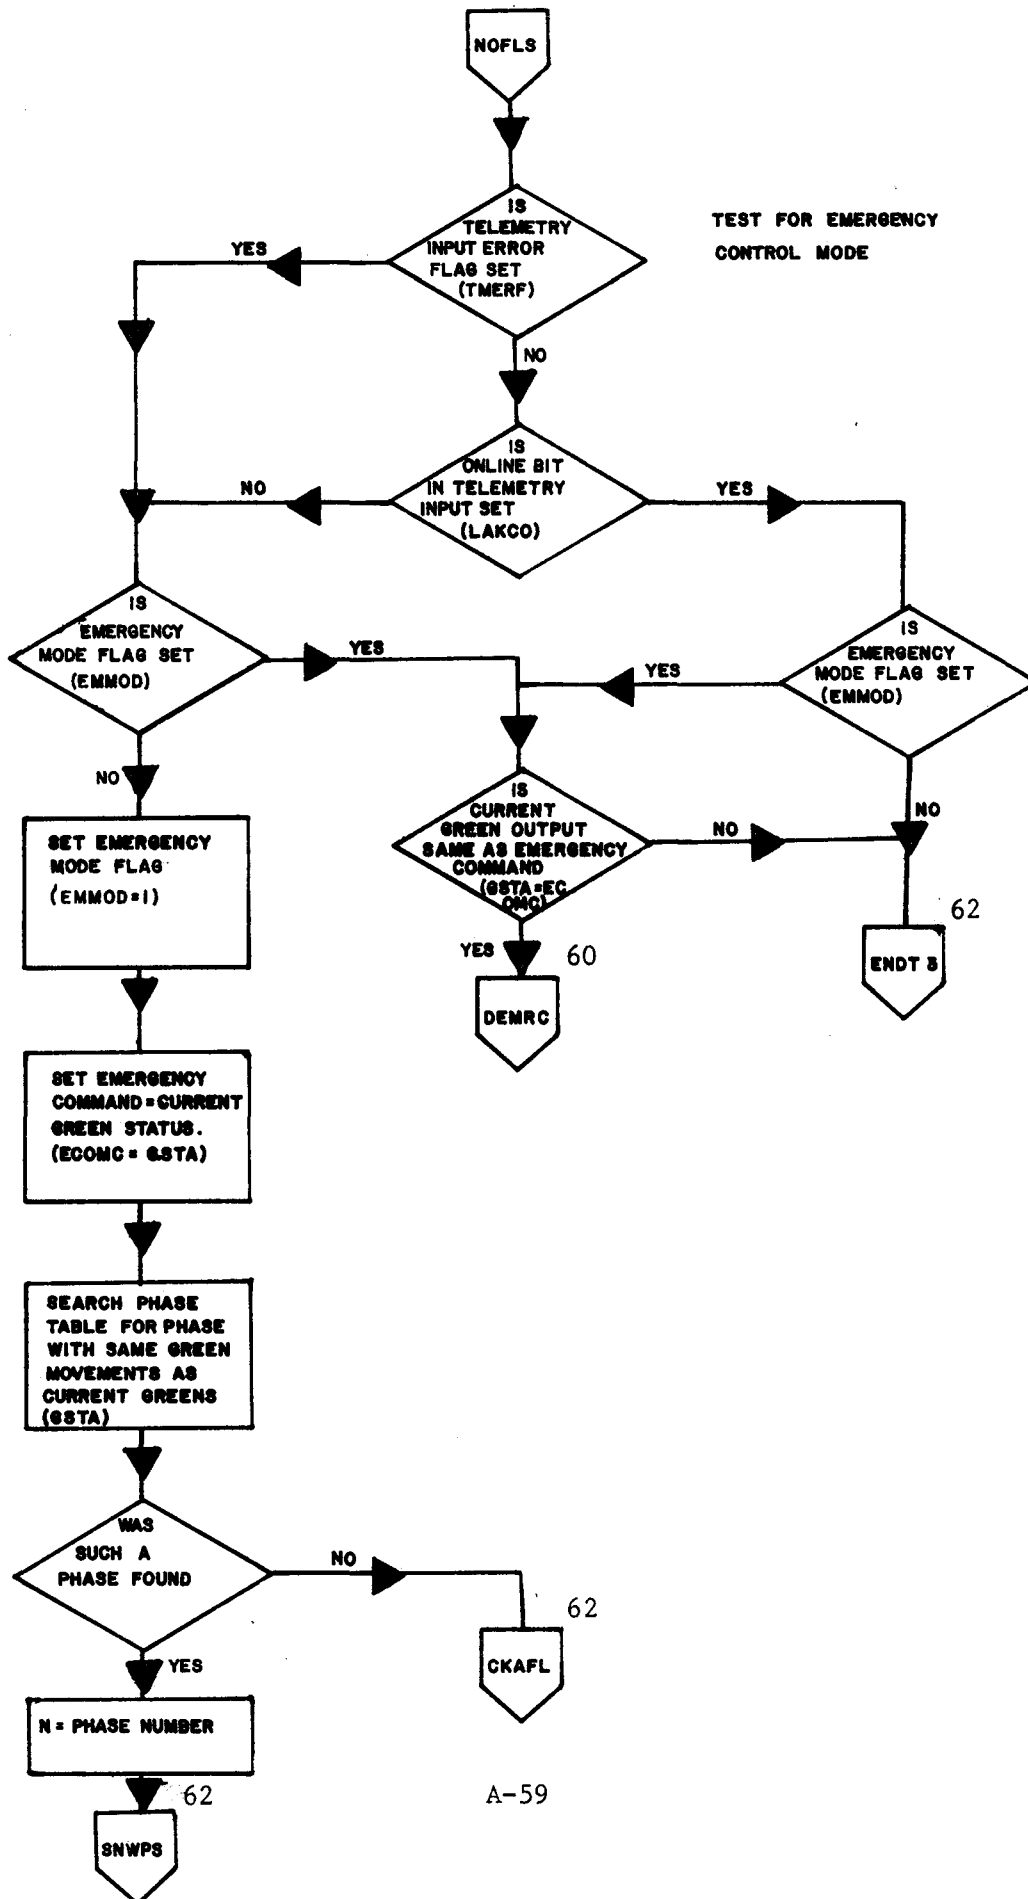 NOFLS
TEST FOR EMERGENCY
CONTROL MODE
IS
TELEMETRY
INPUT ERROR
FLAG SET
(TMERF)
YES
NO
IS
ONLINE BIT
IN TELEMETRY
INPUT SET
(LAKCO)
NO
YES
IS
EMERGENCY
MODE FLAG SET
(EMMOD)
YES
NO
IS
EMERGENCY
MODE FLAG SET
(EMMOD)
YES
NO
IS
CURRENT
GREEN OUTPUT
SAME AS EMERGENCY
COMMAND
(GSTA=EC
OMC)
NO
YES
60
DEMRC
62
ENDT 3
SET EMERGENCY
MODE FLAG
(EMMOD=1)
SET EMERGENCY
COMMAND=CURRENT
GREEN STATUS.
(ECOMC=GSTA)
SEARCH PHASE
TABLE FOR PHASE
WITH SAME GREEN
MOVEMENTS AS
CURRENT GREENS
(GSTA)
WAS
SUCH A
PHASE FOUND
NO
62
CKAFL
YES
N = PHASE NUMBER
62
SNWPS
A-59